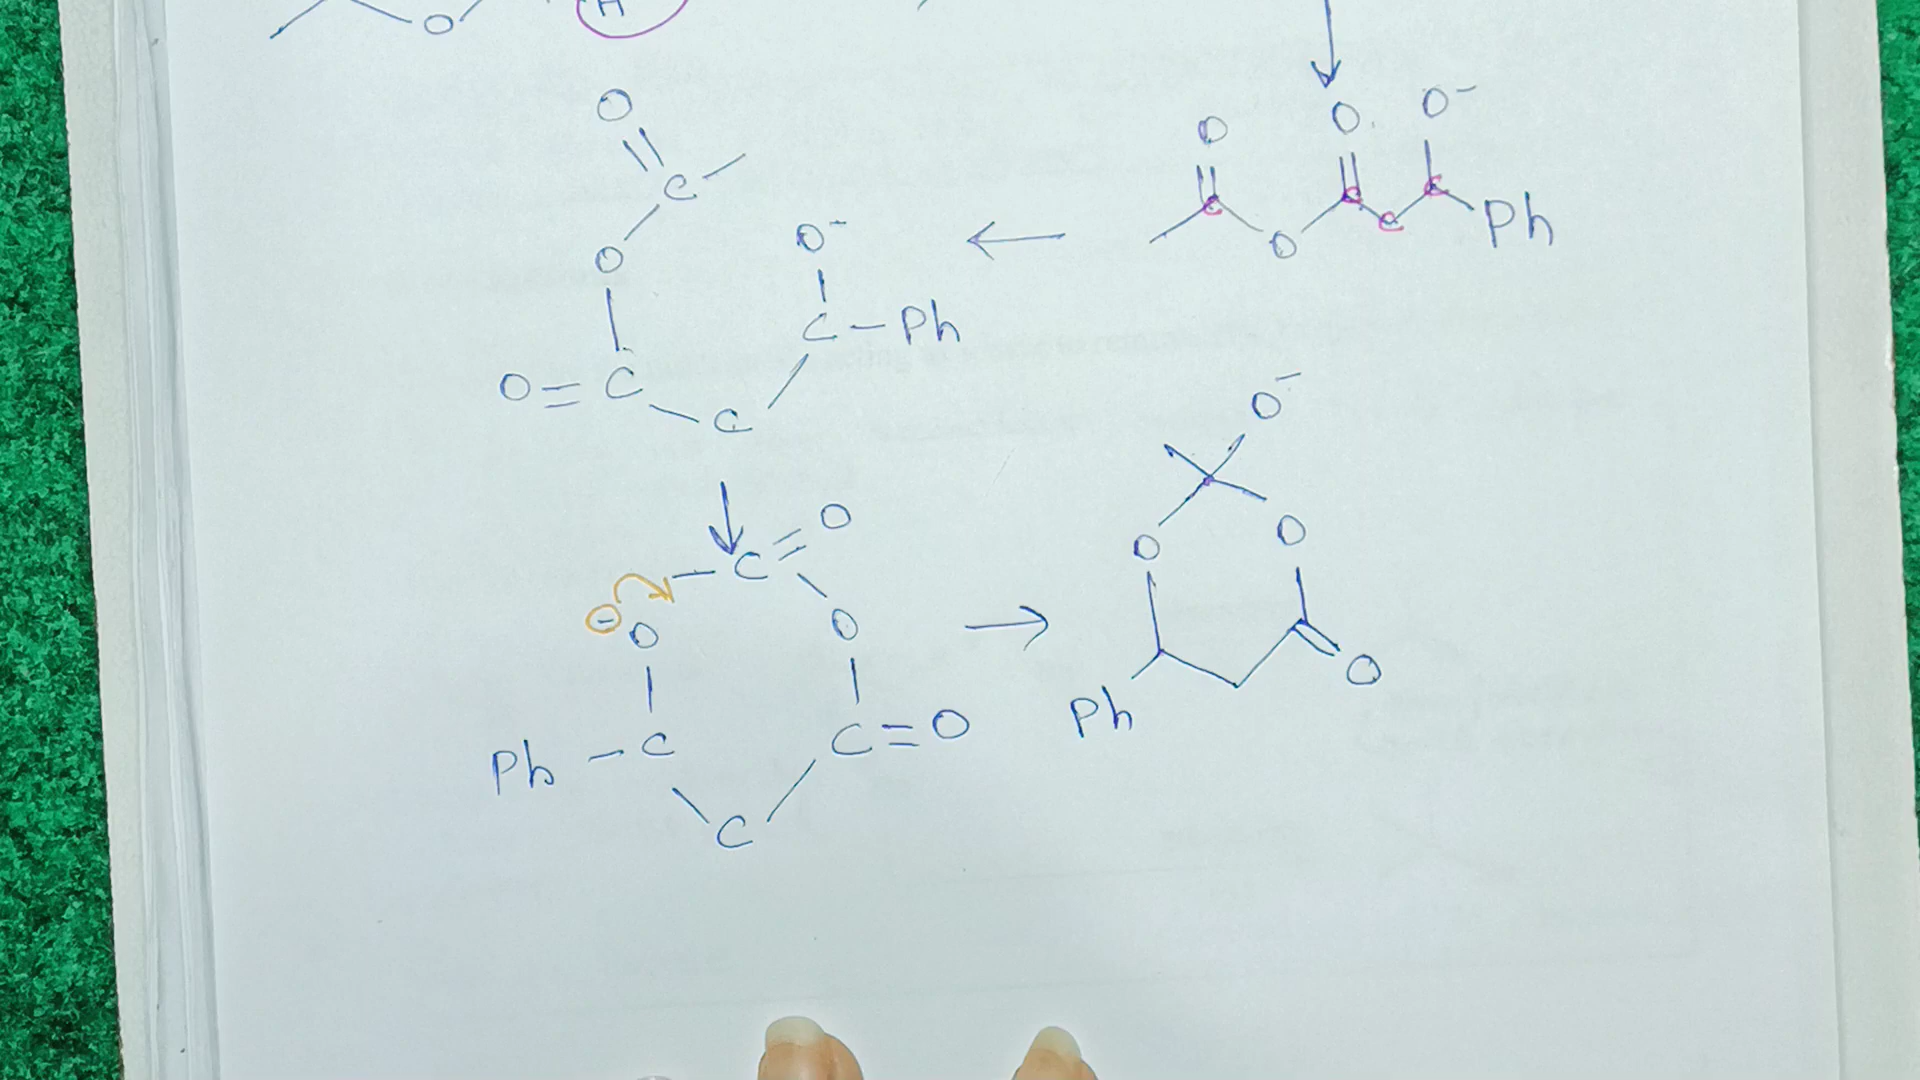 O H
O O O O⁻
C
O C C C Ph
O O⁻
C – Ph
O = C
C
O⁻
C = O
⊖ O O O O
Ph – C C = O Ph O
C